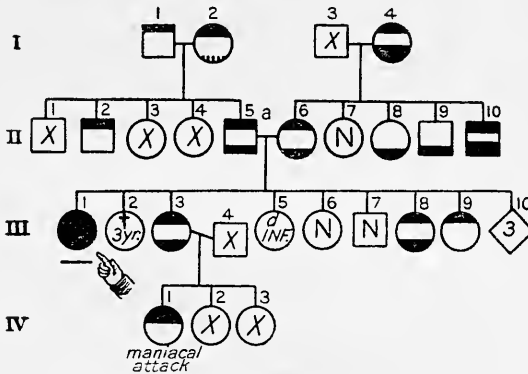 1 2 3 4
I X
1 2 3 4 5 a 6 7 8 9 10
II X X X N
1 2 3 4 5 6 7 8 9 10
III 3yr. X d N N 3
INF.
1 2 3
IV X X
maniacal
attack